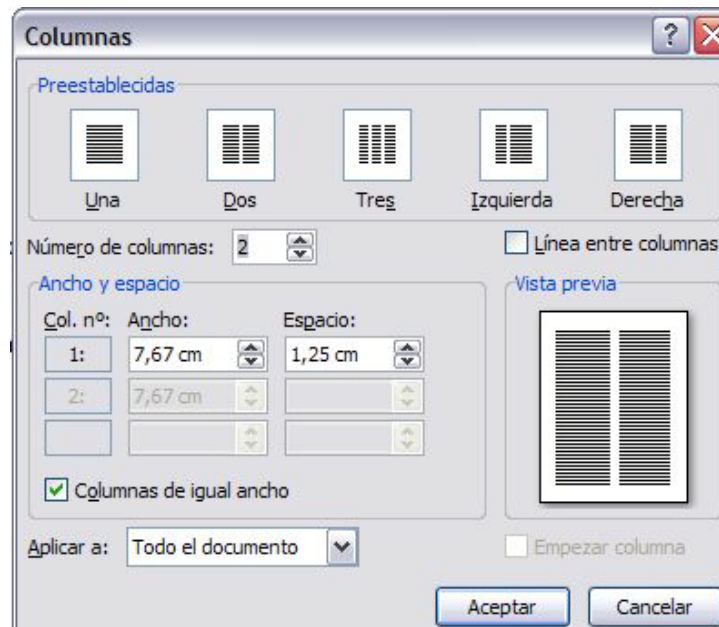 Columnas
Preestablecidas
Una Dos Tres Izquierda Derecha
Número de columnas: 2 Línea entre columnas
Ancho y espacio Vista previa
Col. nº: Ancho: Espacio:
1: 7,67 cm 1,25 cm
2: 7,67 cm
Columnas de igual ancho
Aplicar a: Todo el documento Empezar columna
Aceptar Cancelar